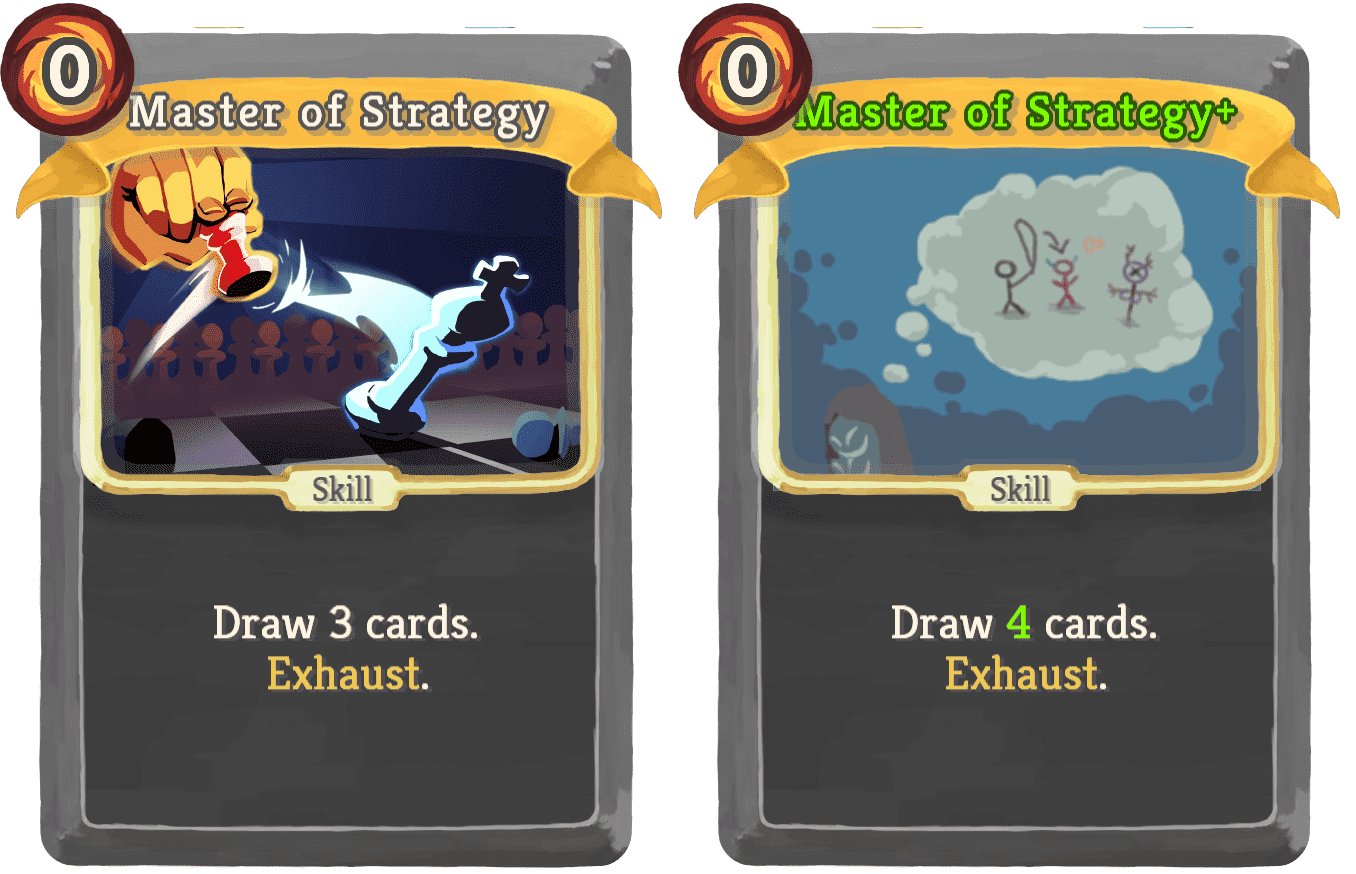 0
Master of Strategy
Skill
Draw 3 cards.
Exhaust.
0
Master of Strategy+
Skill
Draw 4 cards.
Exhaust.